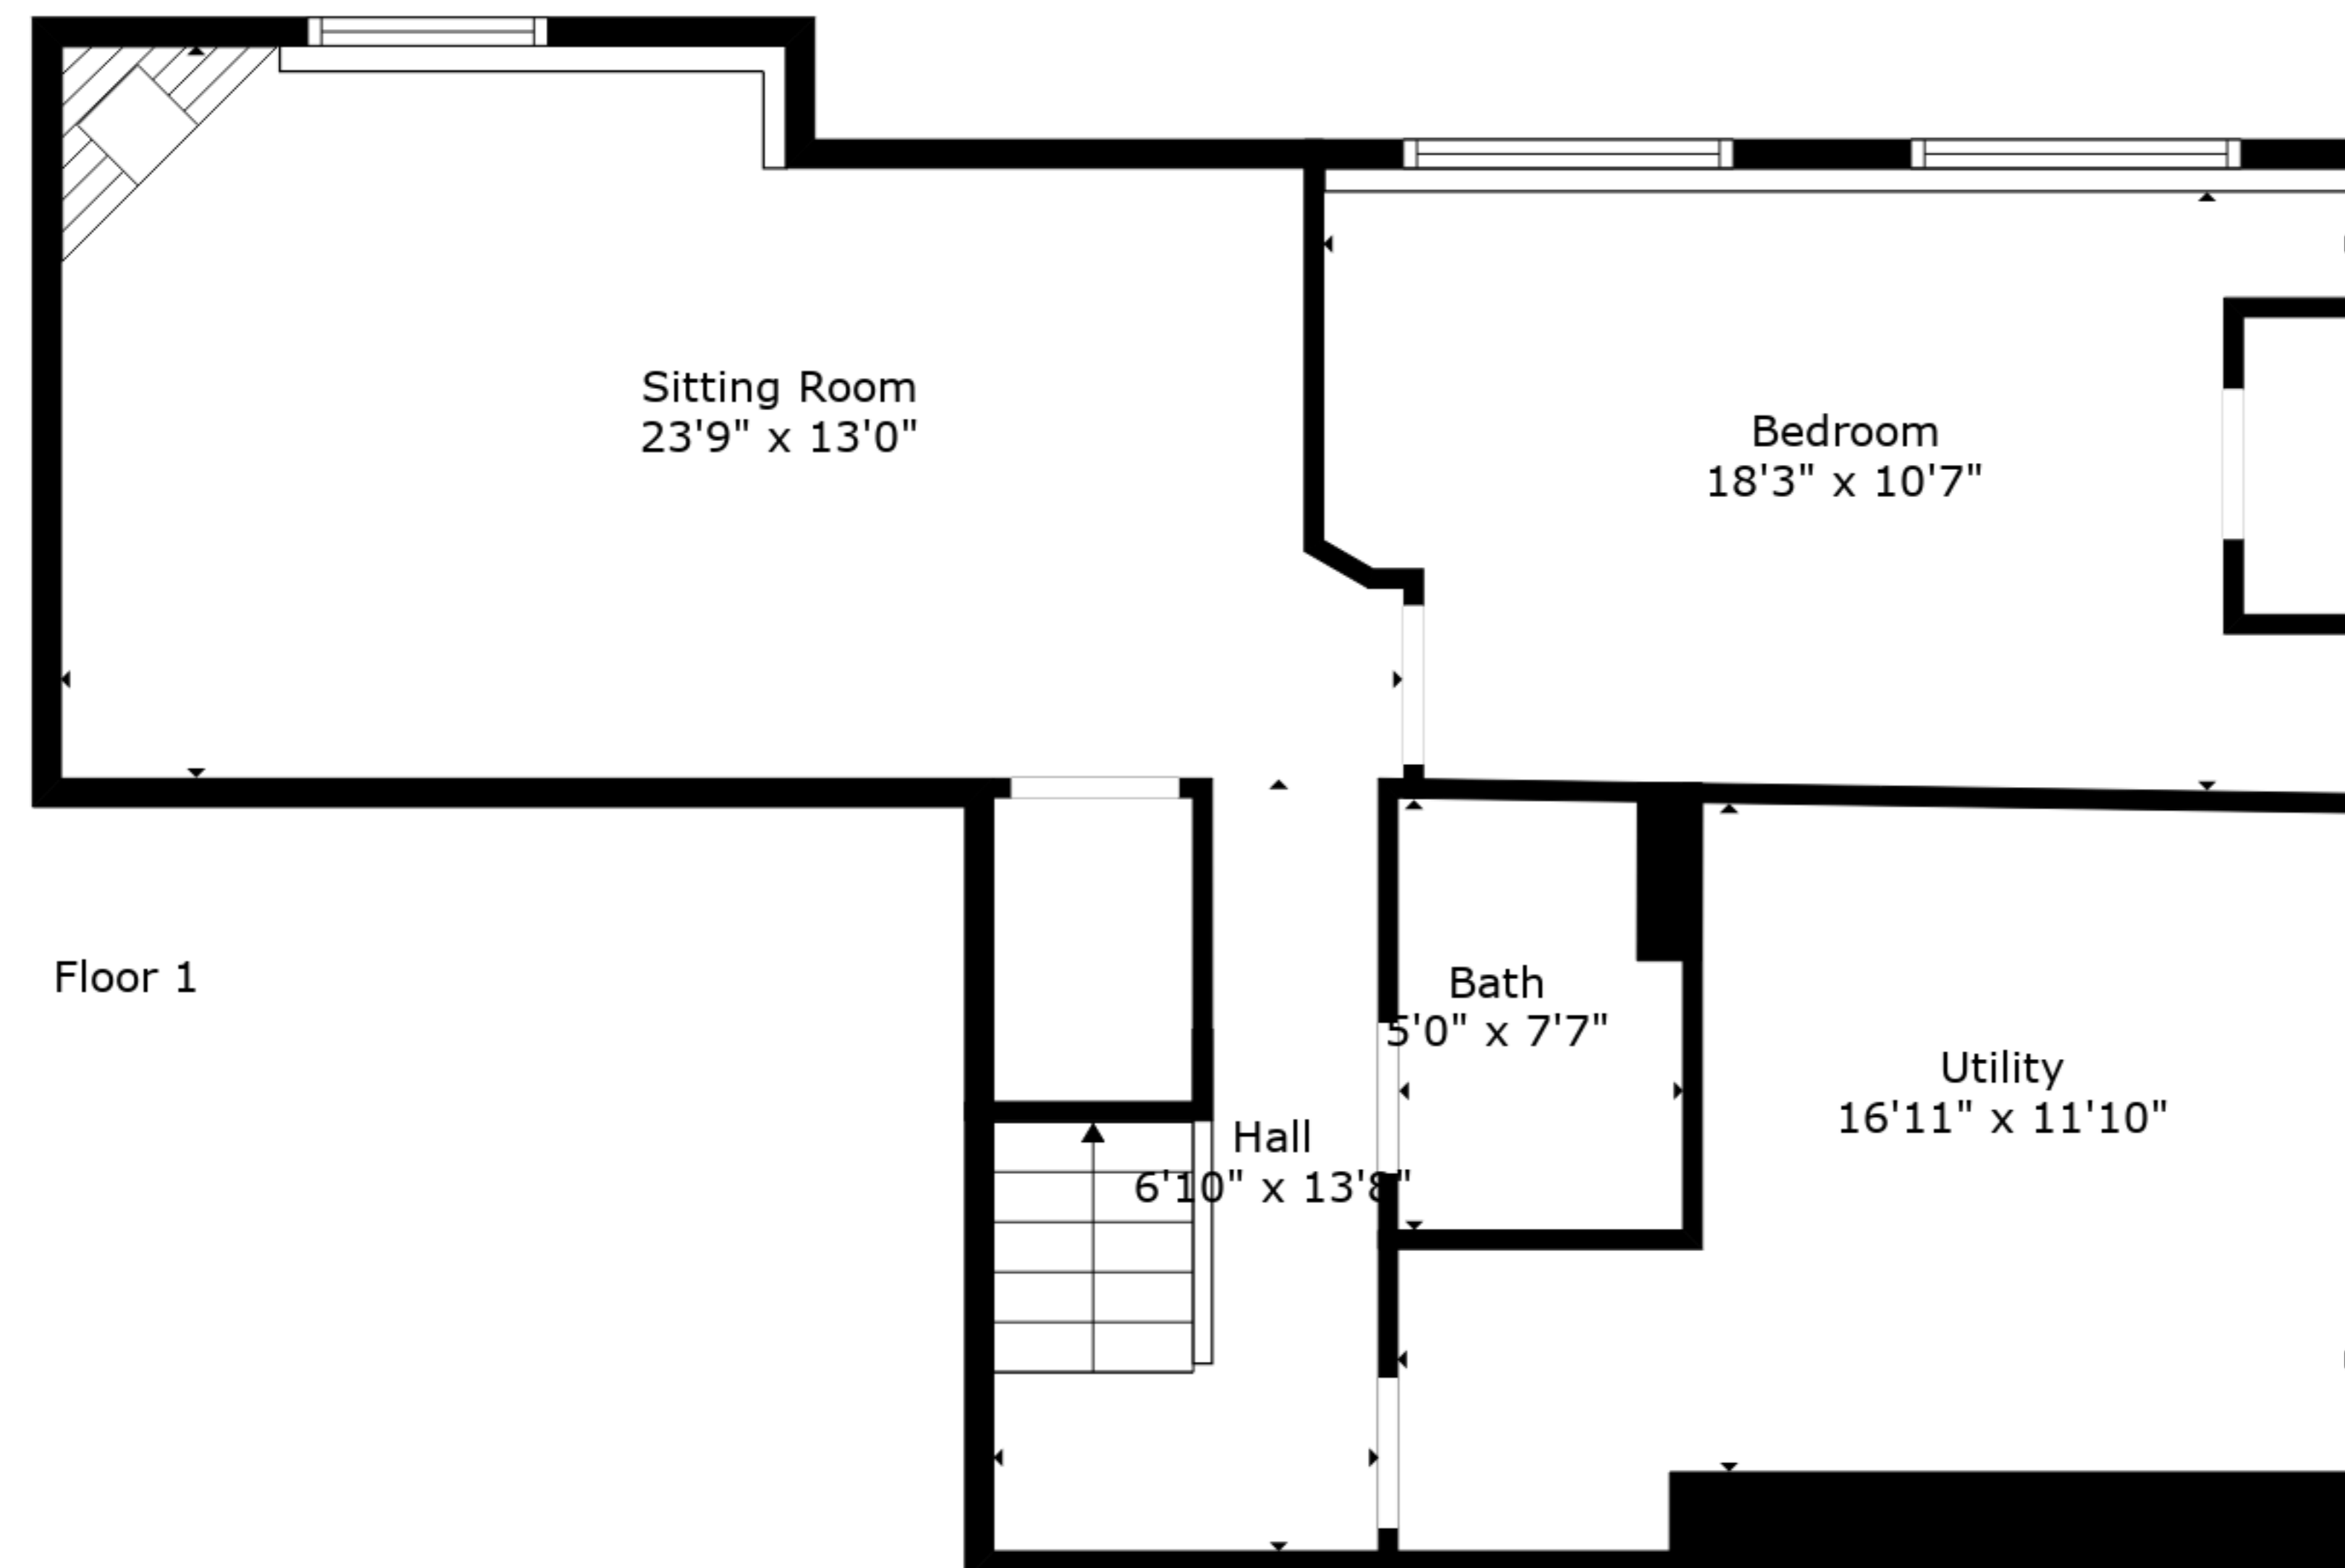 Sitting Room
23'9" x 13'0"
Bedroom
18'3" x 10'7"
Floor 1
Bath
5'0" x 7'7"
Utility
16'11" x 11'10"
Hall
6'10" x 13'8"